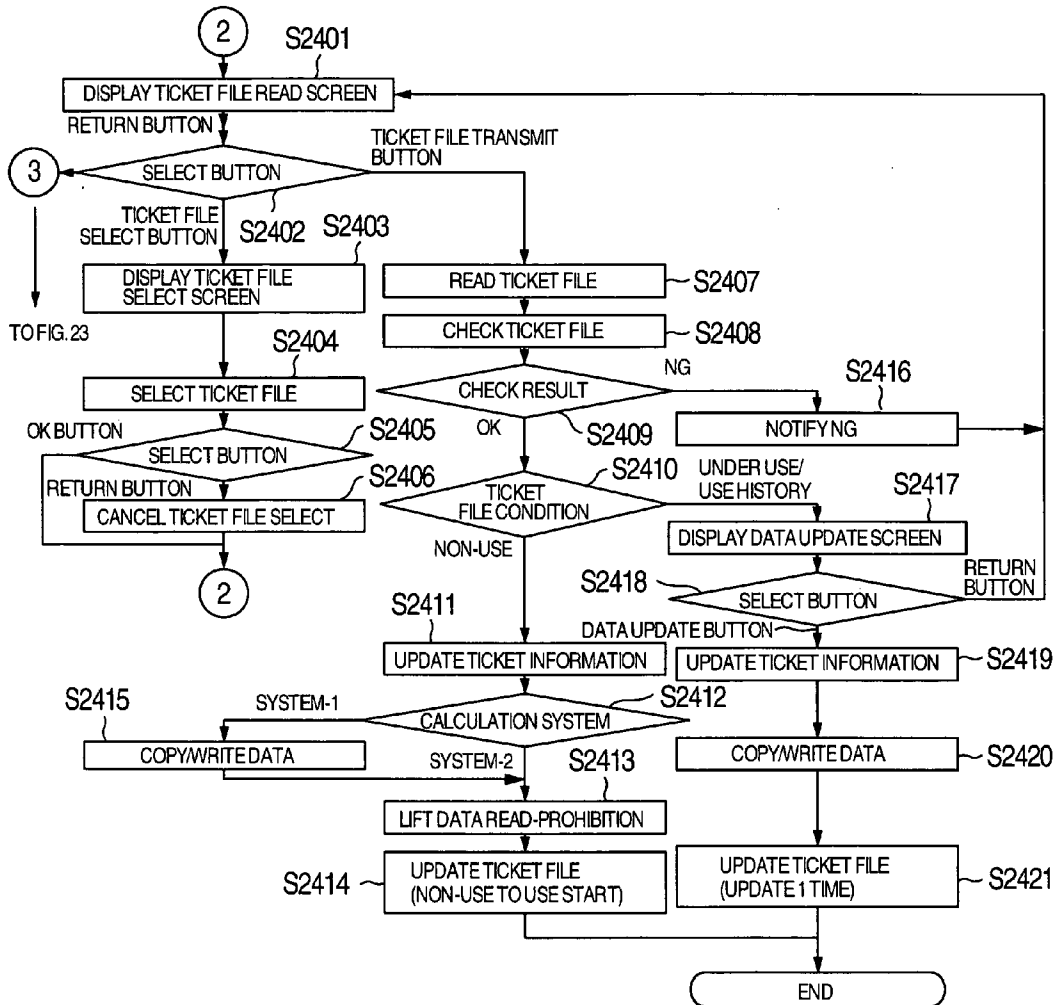 2
S2401
DISPLAY TICKET FILE READ SCREEN
RETURN BUTTON
TICKET FILE TRANSMIT
BUTTON
3
SELECT BUTTON
S2402
TICKET FILE
SELECT BUTTON
S2403
DISPLAY TICKET FILE
SELECT SCREEN
READ TICKET FILE
S2407
TO FIG. 23
CHECK TICKET FILE
S2408
S2404
SELECT TICKET FILE
CHECK RESULT
NG
S2409
OK
S2416
NOTIFY NG
OK BUTTON
SELECT BUTTON
S2405
RETURN BUTTON
S2406
CANCEL TICKET FILE SELECT
2
TICKET
FILE CONDITION
S2410
UNDER USE/
USE HISTORY
NON-USE
S2417
DISPLAY DATA UPDATE SCREEN
S2418
SELECT BUTTON
RETURN
BUTTON
DATA UPDATE BUTTON
S2411
UPDATE TICKET INFORMATION
UPDATE TICKET INFORMATION
S2419
S2415
SYSTEM-1
CALCULATION SYSTEM
S2412
COPY/WRITE DATA
SYSTEM-2
COPY/WRITE DATA
S2420
S2413
LIFT DATA READ-PROHIBITION
S2414
UPDATE TICKET FILE
(NON-USE TO USE START)
UPDATE TICKET FILE
(UPDATE 1 TIME)
S2421
END